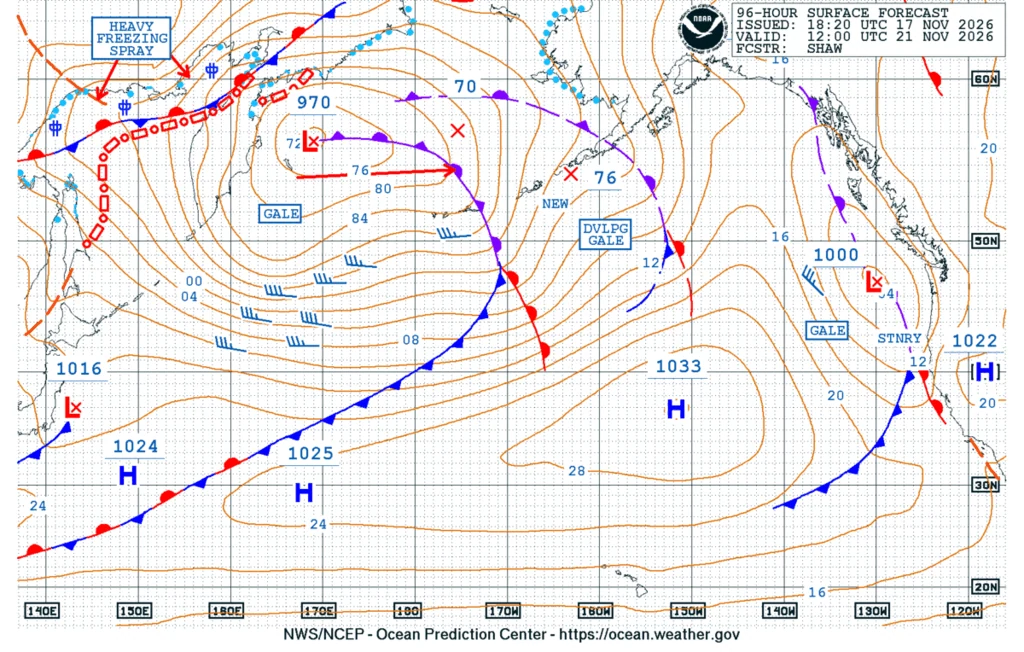 96-HOUR SURFACE FORECAST
ISSUED: 18:20 UTC 17 NOV 2026
VALID: 12:00 UTC 21 NOV 2026
FCSTR: SHAW
NOAA
HEAVY
FREEZING
SPRAY
16
60N
70
970
72
L
20
76
76
80
NEW
GALE
84
DVLPG
GALE
16
50N
1000
12
L
00
04
04
GALE
STNRY
08
1022
12
1016
1033
H
20
20
L
H
1024
1025
H
28
H
30N
24
24
16
20N
140E
150E
160E
170E
180
170W
160W
150W
140W
130W
120W
NWS/NCEP - Ocean Prediction Center - https://ocean.weather.gov